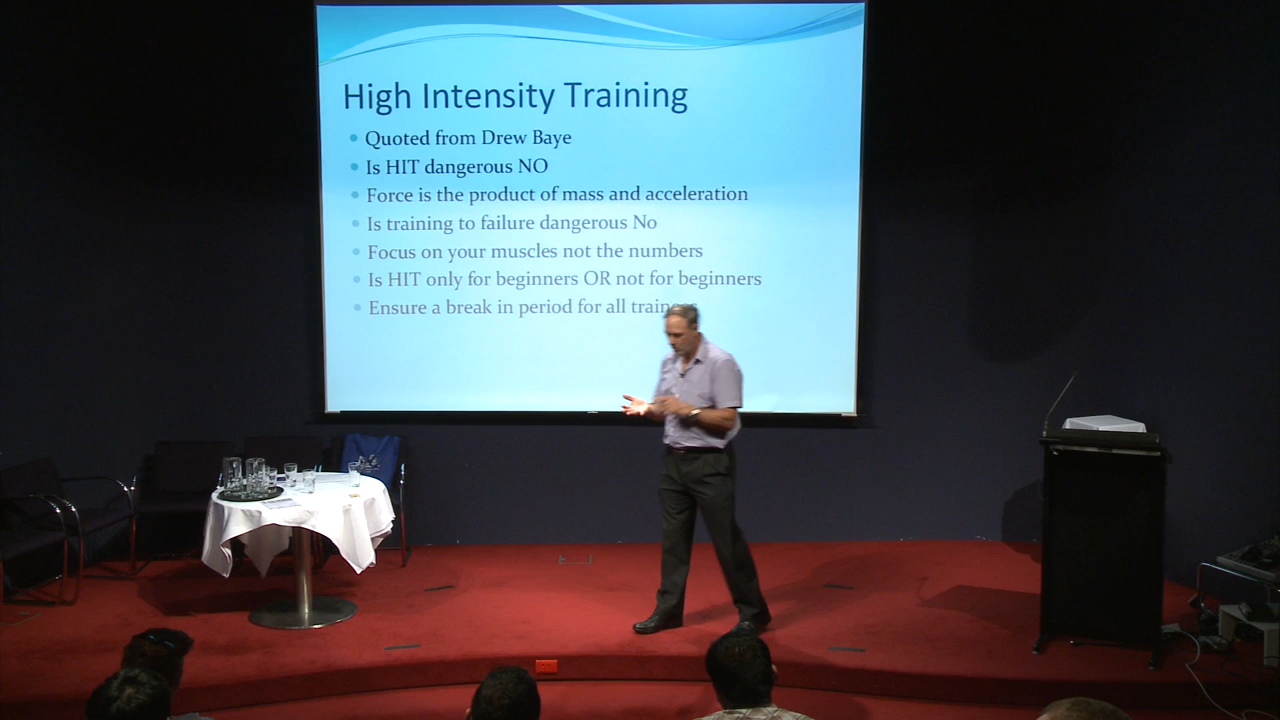 High Intensity Training
Quoted from Drew Baye
Is HIT dangerous NO
Force is the product of mass and acceleration
Is training to failure dangerous No
Focus on your muscles not the numbers
Is HIT only for beginners OR not for beginners
Ensure a break in period for all trainees